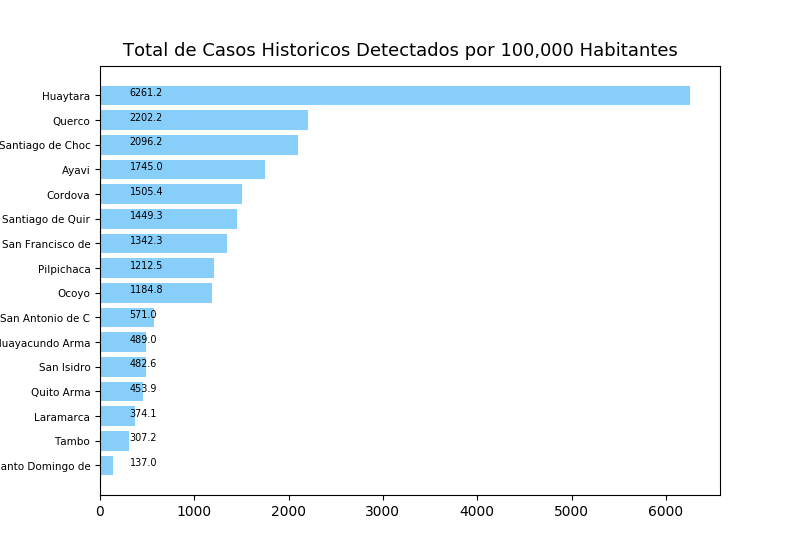 Total de Casos Historicos Detectados por 100,000 Habitantes
Huaytara 6261.2
Querco 2202.2
Santiago de Choc 2096.2
Ayavi 1745.0
Cordova 1505.4
Santiago de Quir 1449.3
San Francisco de 1342.3
Pilpichaca 1212.5
Ocoyo 1184.8
San Antonio de C 571.0
uayacundo Arma 489.0
San Isidro 482.6
Quito Arma 453.9
Laramarca 374.1
Tambo 307.2
anto Domingo de 137.0
0 1000 2000 3000 4000 5000 6000